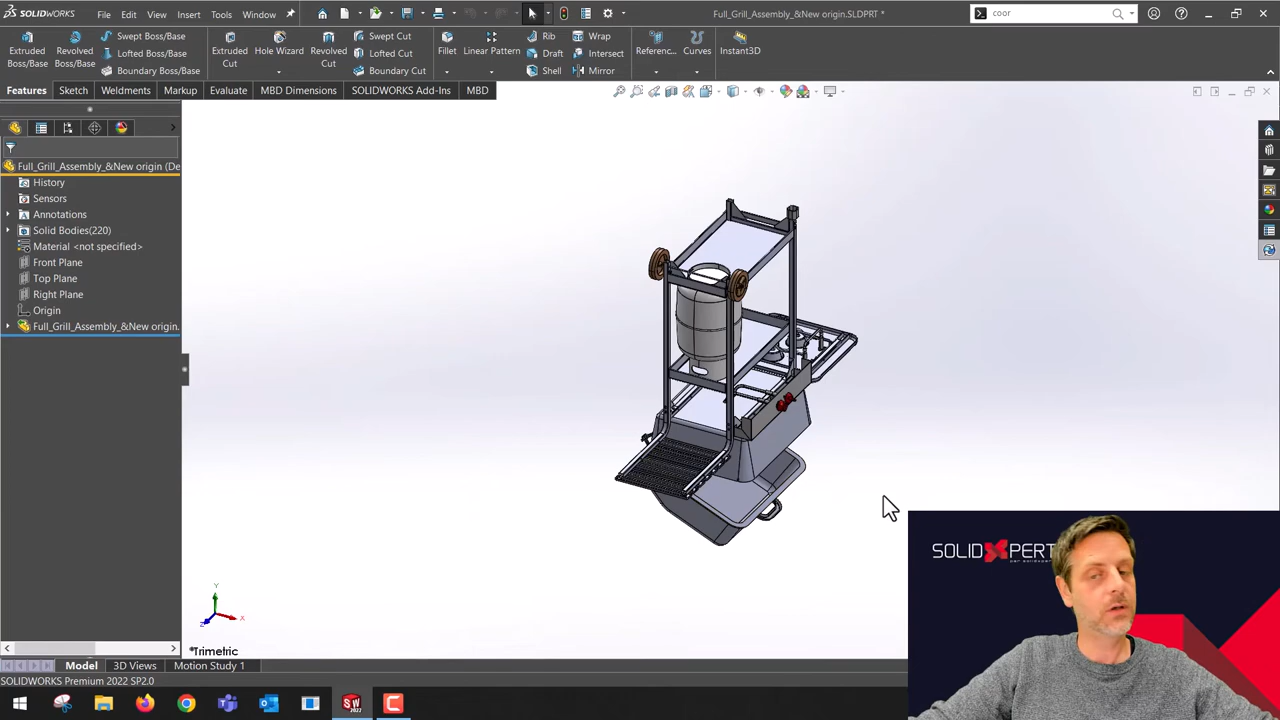 SOLIDWORKS File Edit View Insert Tools Window Full_Grill_Assembly_&New origin.SLDPRT * coor
Extruded Boss/Base
Revolved Boss/Base
Swept Boss/Base
Lofted Boss/Base
Boundary Boss/Base
Extruded Cut
Hole Wizard
Revolved Cut
Swept Cut
Lofted Cut
Boundary Cut
Fillet
Linear Pattern
Rib
Draft
Shell
Wrap
Intersect
Mirror
Referenc...
Curves
Instant3D
Features Sketch Weldments Markup Evaluate MBD Dimensions SOLIDWORKS Add-Ins MBD
Full_Grill_Assembly_&New origin (De
History
Sensors
Annotations
Solid Bodies(220)
Material <not specified>
Front Plane
Top Plane
Right Plane
Origin
Full_Grill_Assembly_&New origin.
Y
X
Z
*Trimetric
SOLIDXPERT
par solidxperts
Model 3D Views Motion Study 1
SOLIDWORKS Premium 2022 SP2.0
SW
2022